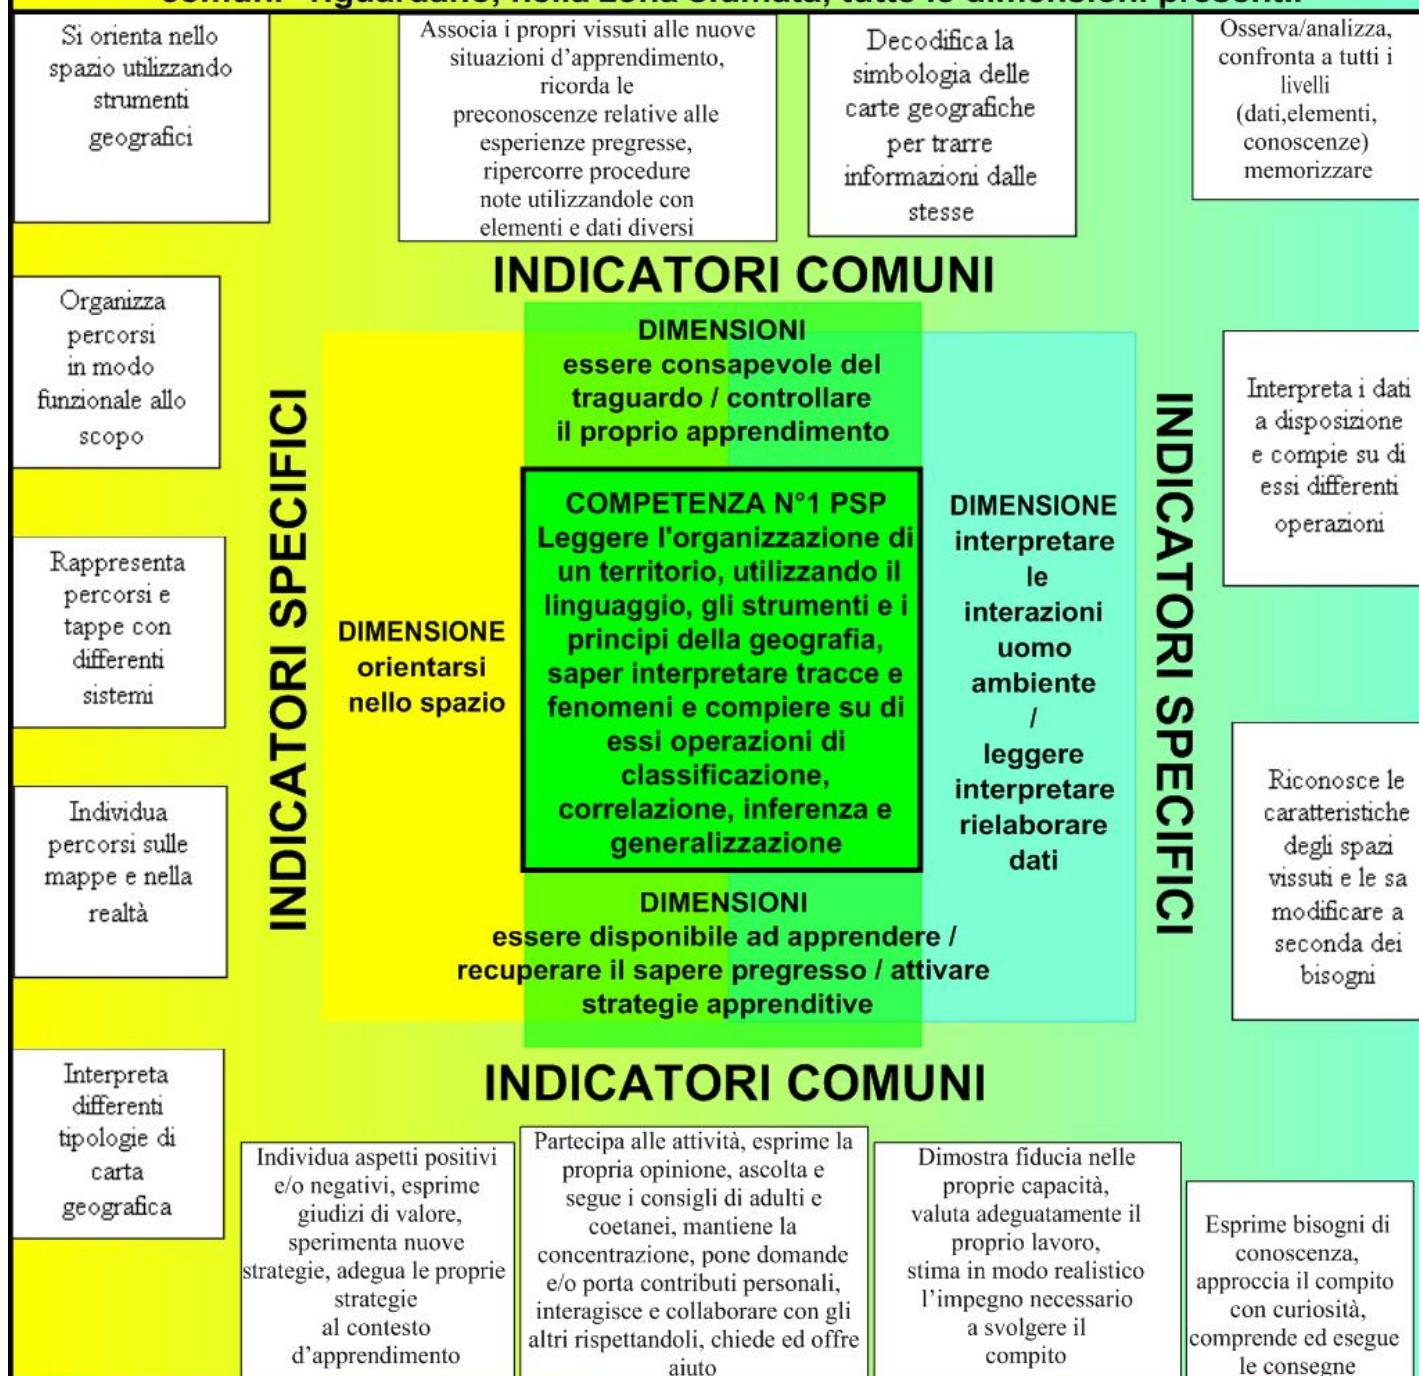 comuni" riguardano, nella zona sfumata, tutte le dimensioni presenti.
Si orienta nello
spazio utilizzando
strumenti
geografici
Associa i propri vissuti alle nuove
situazioni d’apprendimento,
ricorda le
preconoscenze relative alle
esperienze pregresse,
ripercorre procedure
note utilizzandole con
elementi e dati diversi
Decodifica la
simbologia delle
carte geografiche
per trarre
informazioni dalle
stesse
Osserva/analizza,
confronta a tutti i
livelli
(dati,elementi,
conoscenze)
memorizzare
INDICATORI COMUNI
Organizza
percorsi
in modo
funzionale allo
scopo
Rappresenta
percorsi e
tappe con
differenti
sistemi
Individua
percorsi sulle
mappe e nella
realtà
Interpreta
differenti
tipologie di
carta
geografica
INDICATORI SPECIFICI
DIMENSIONE
orientarsi
nello spazio
DIMENSIONI
essere consapevole del
traguardo / controllare
il proprio apprendimento
COMPETENZA N°1 PSP
Leggere l'organizzazione di
un territorio, utilizzando il
linguaggio, gli strumenti e i
principi della geografia,
saper interpretare tracce e
fenomeni e compiere su di
essi operazioni di
classificazione,
correlazione, inferenza e
generalizzazione
DIMENSIONI
essere disponibile ad apprendere /
recuperare il sapere pregresso / attivare
strategie apprenditive
DIMENSIONE
interpretare
le
interazioni
uomo
ambiente
/
leggere
interpretare
rielaborare
dati
INDICATORI SPECIFICI
Interpreta i dati
a disposizione
e compie su di
essi differenti
operazioni
Riconosce le
caratteristiche
degli spazi
vissuti e le sa
modificare a
seconda dei
bisogni
INDICATORI COMUNI
Individua aspetti positivi
e/o negativi, esprime
giudizi di valore,
sperimenta nuove
strategie, adegua le proprie
strategie
al contesto
d’apprendimento
Partecipa alle attività, esprime la
propria opinione, ascolta e
segue i consigli di adulti e
coetanei, mantiene la
concentrazione, pone domande
e/o porta contributi personali,
interagisce e collaborare con gli
altri rispettandoli, chiede ed offre
aiuto
Dimostra fiducia nelle
proprie capacità,
valuta adeguatamente il
proprio lavoro,
stima in modo realistico
l’impegno necessario
a svolgere il
compito
Esprime bisogni di
conoscenza,
approccia il compito
con curiosità,
comprende ed esegue
le consegne